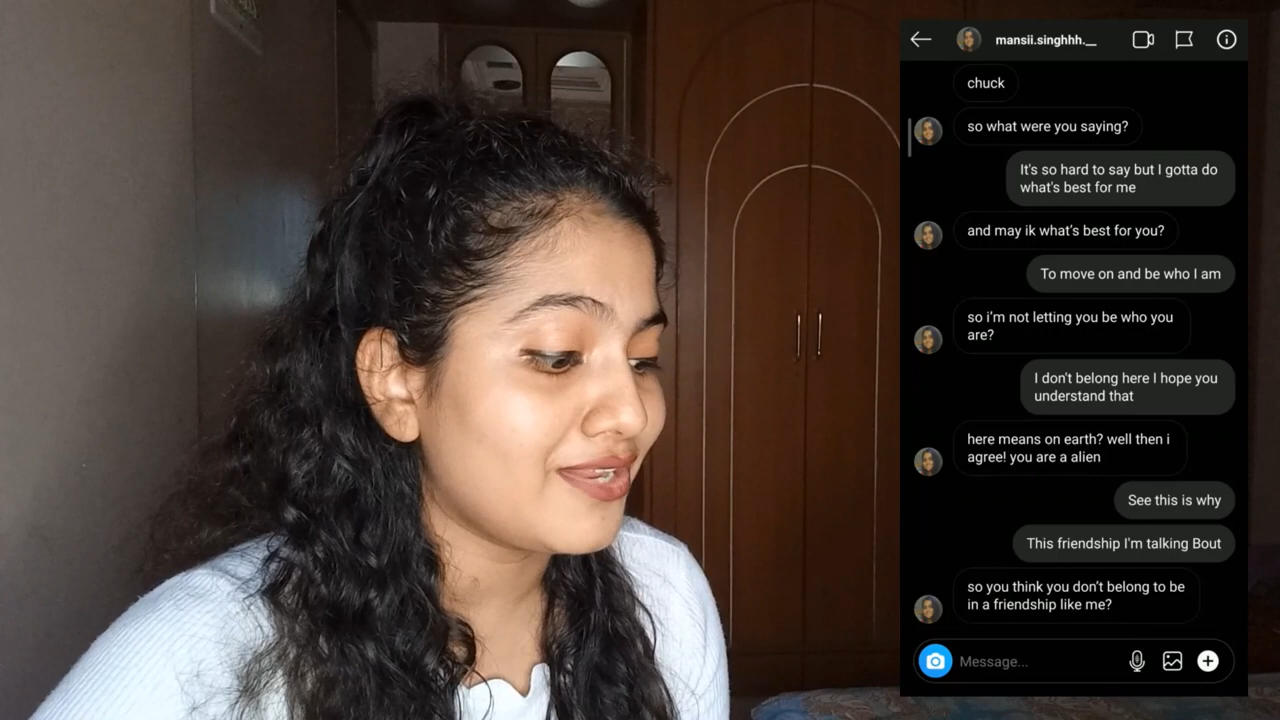 mansii.singhhh.__
chuck
so what were you saying?
It's so hard to say but I gotta do
what's best for me
and may ik what's best for you?
To move on and be who I am
so i'm not letting you be who you
are?
I don't belong here I hope you
understand that
here means on earth? well then i
agree! you are a alien
See this is why
This friendship I'm talking Bout
so you think you don't belong to be
in a friendship like me?
Message...